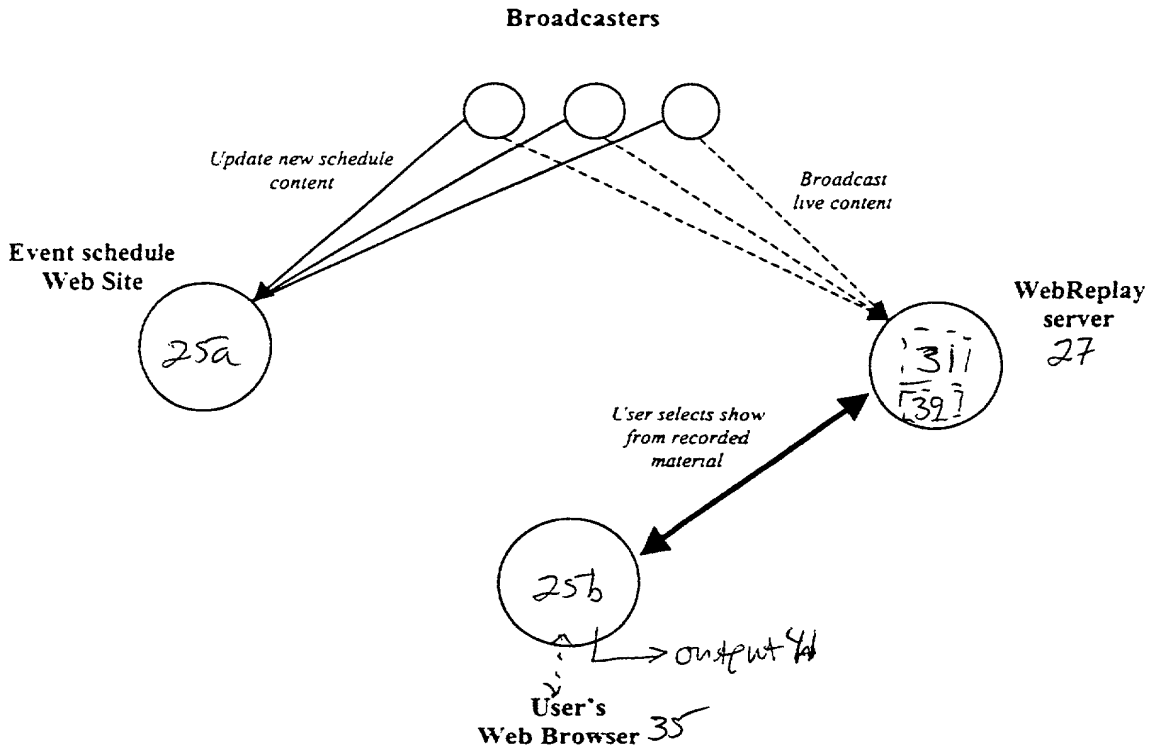 Broadcasters
Update new schedule
content
Broadcast
live content
Event schedule
Web Site
25a
WebReplay
server
27
31
39
User selects show
from recorded
material
25b
output
User's
Web Browser 35